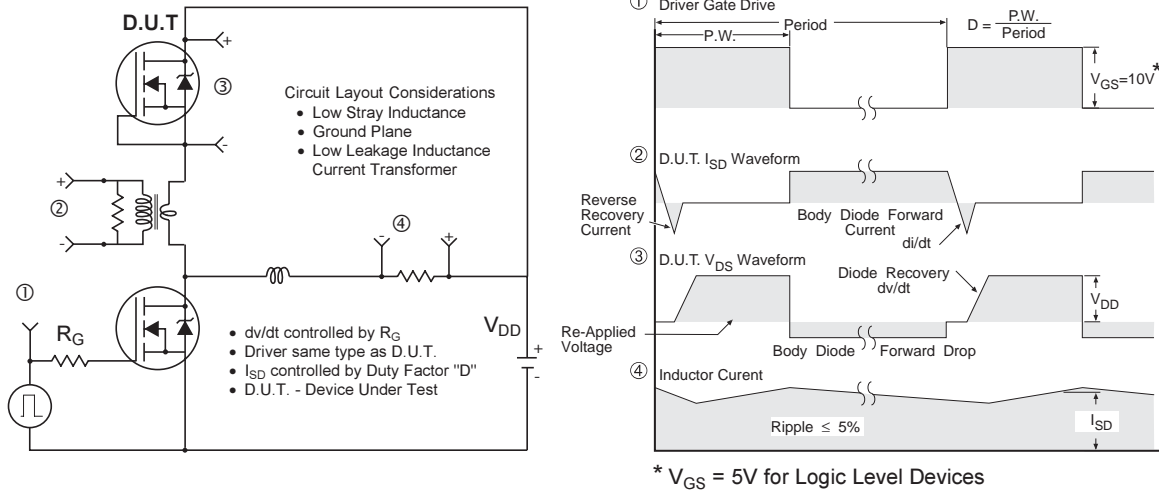 D.U.T
+
③
-
Circuit Layout Considerations
• Low Stray Inductance
• Ground Plane
• Low Leakage Inductance
Current Transformer
+
②
-
④
-
+
①
R_G
• dv/dt controlled by R_G
• Driver same type as D.U.T.
• I_SD controlled by Duty Factor "D"
• D.U.T. - Device Under Test
V_DD
+
-
① Driver Gate Drive
P.W.
Period
D = P.W.
Period
V_GS=10V *
② D.U.T. I_SD Waveform
Reverse
Recovery
Current
Body Diode Forward
Current
di/dt
③ D.U.T. V_DS Waveform
Diode Recovery
dv/dt
V_DD
Re-Applied
Voltage
Body Diode Forward Drop
④ Inductor Curent
Ripple ≤ 5%
I_SD
* V_GS = 5V for Logic Level Devices